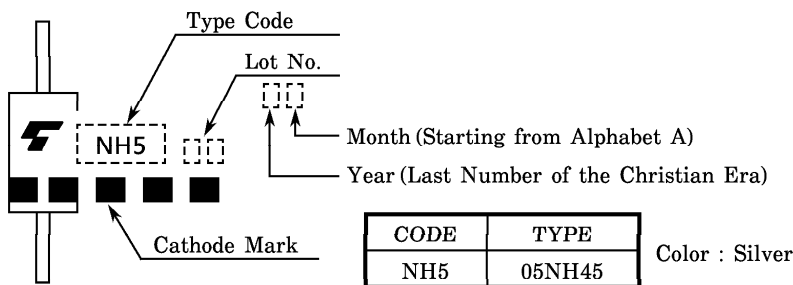 Type Code
Lot No.
NH5
Month (Starting from Alphabet A)
Year (Last Number of the Christian Era)
Cathode Mark
CODE TYPE
NH5 05NH45
Color : Silver